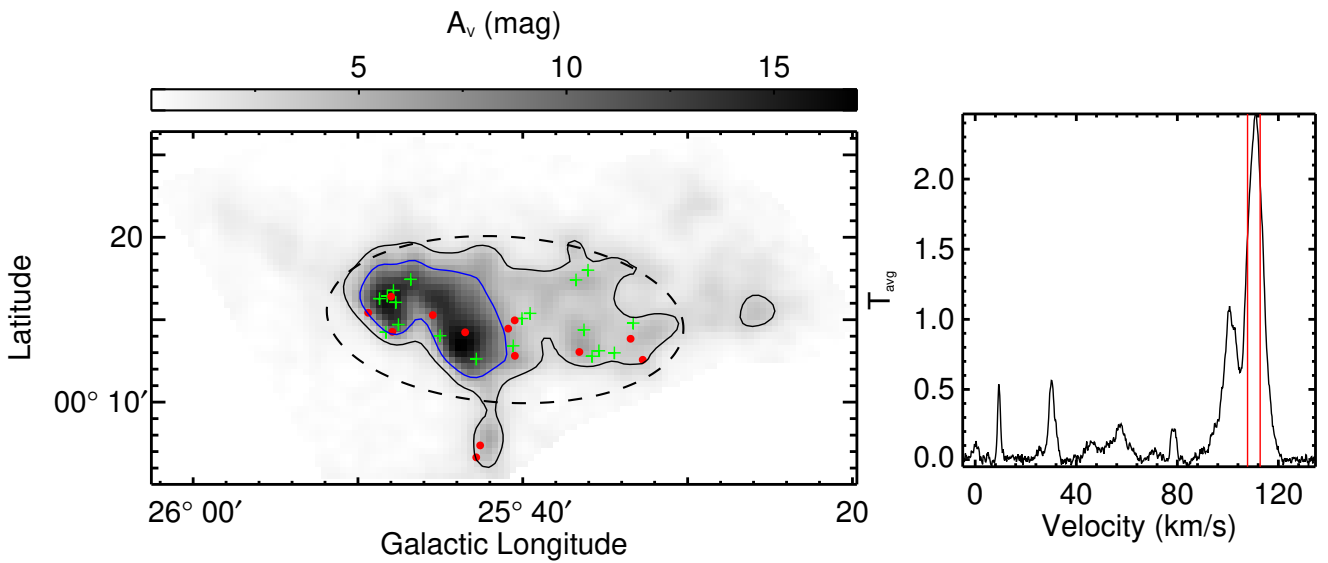 Aᵥ (mag)
5 10 15
Latitude
20
00° 10′
26° 00′ 25° 40′ 20
Galactic Longitude
T_avg
2.0
1.5
1.0
0.5
0.0
0 40 80 120
Velocity (km/s)